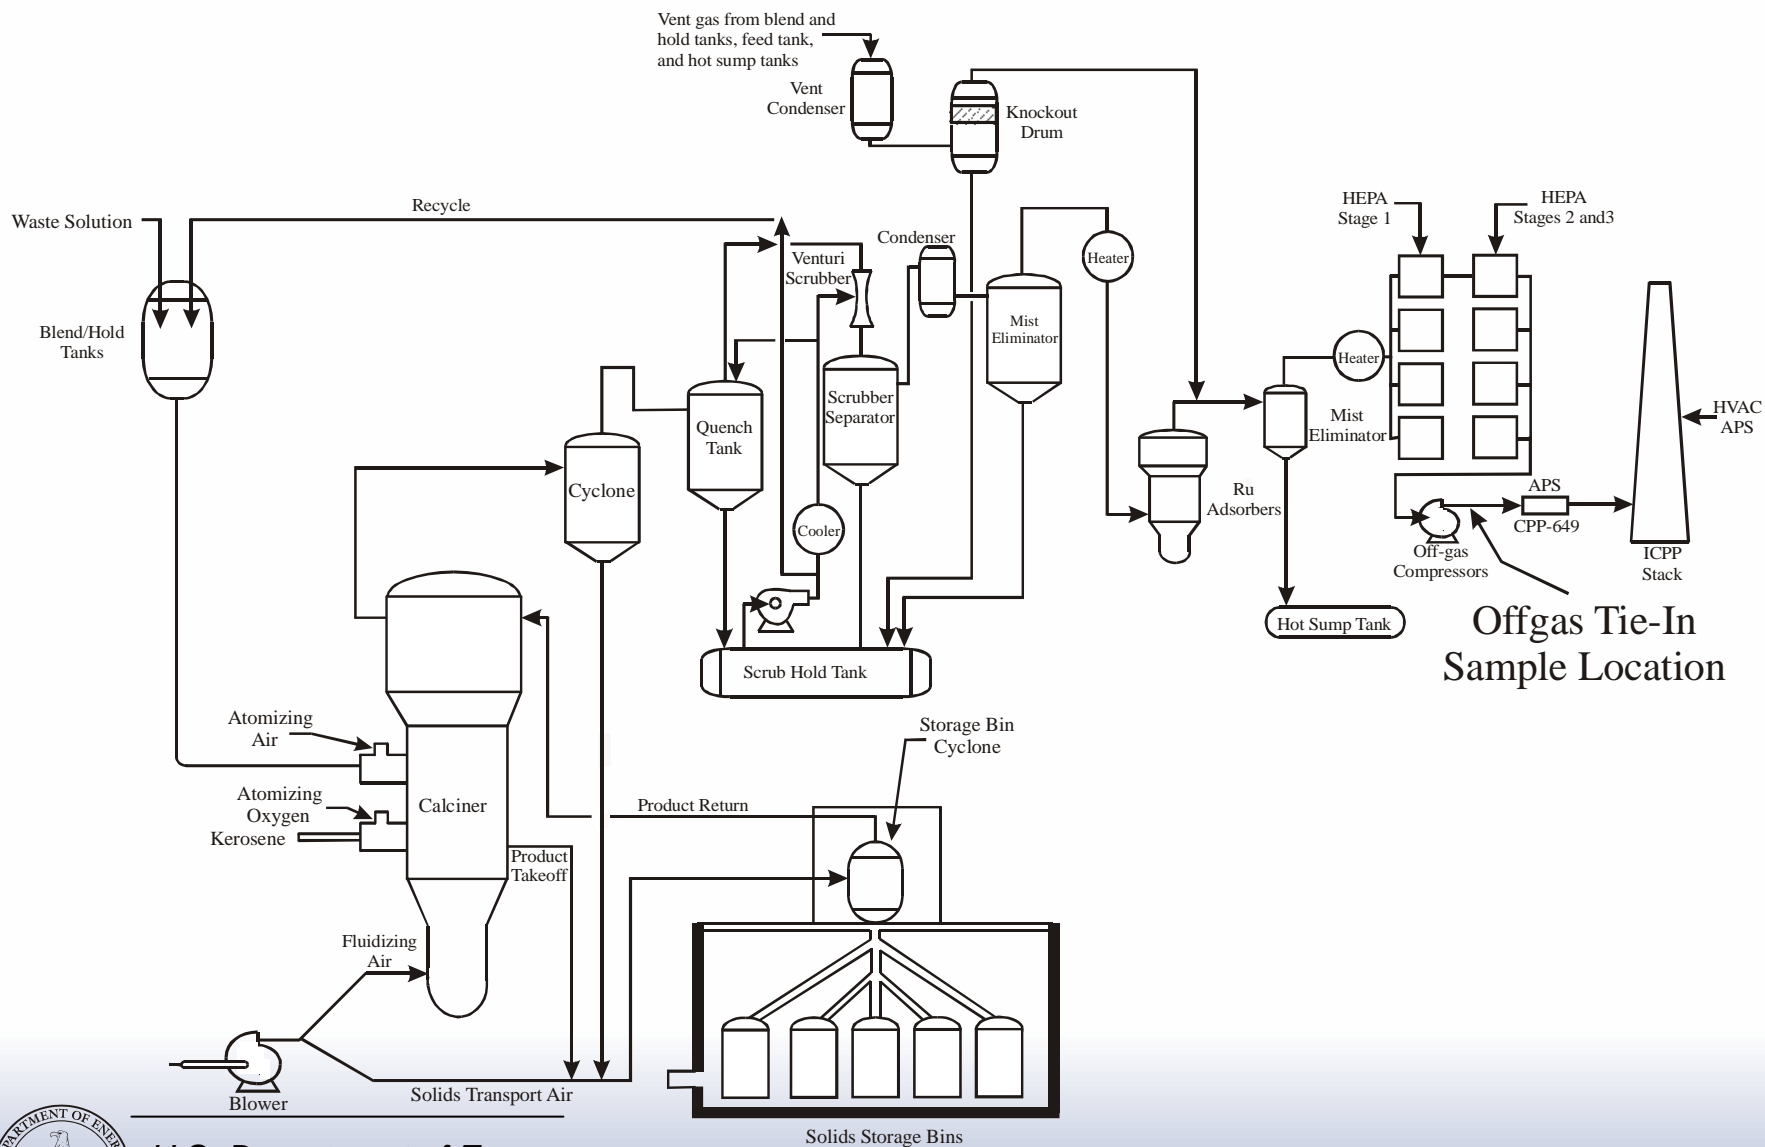 Vent gas from blend and
hold tanks, feed tank,
and hot sump tanks
Vent
Condenser
Knockout
Drum
HEPA
Stage 1
HEPA
Stages 2 and3
Waste Solution
Recycle
Condenser
Venturi
Scrubber
Heater
Blend/Hold
Tanks
Mist
Eliminator
Heater
Scrubber
Separator
Quench
Tank
Mist
Eliminator
HVAC
APS
Cyclone
Ru
Adsorbers
APS
CPP-649
Cooler
Off-gas
Compressors
ICPP
Stack
Hot Sump Tank
Offgas Tie-In
Sample Location
Scrub Hold Tank
Atomizing
Air
Storage Bin
Cyclone
Atomizing
Oxygen
Kerosene
Calciner
Product Return
Product
Takeoff
Fluidizing
Air
Solids Transport Air
Blower
Solids Storage Bins